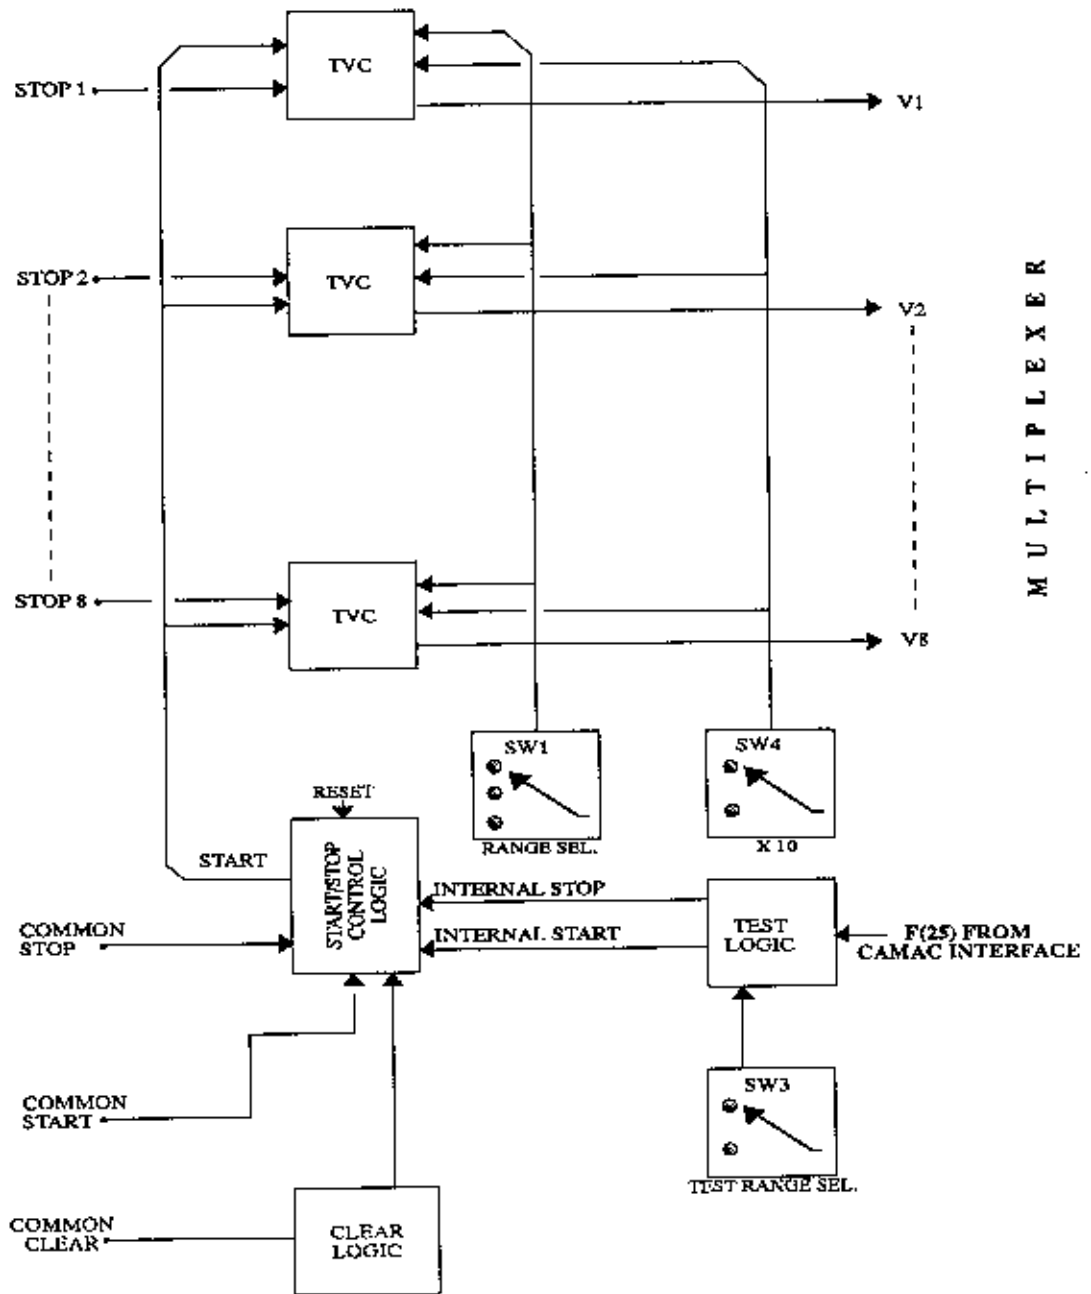 TVC
STOP 1
V1
STOP 2
TVC
V2
MULTIPLEXER
STOP 8
TVC
V8
SW1
SW4
RESET
RANGE SEL.
X 10
START
START/STOP
CONTROL
LOGIC
INTERNAL STOP
COMMON
STOP
INTERNAL START
TEST
LOGIC
F(25) FROM
CAMAC INTERFACE
SW3
COMMON
START
TEST RANGE SEL.
COMMON
CLEAR
CLEAR
LOGIC